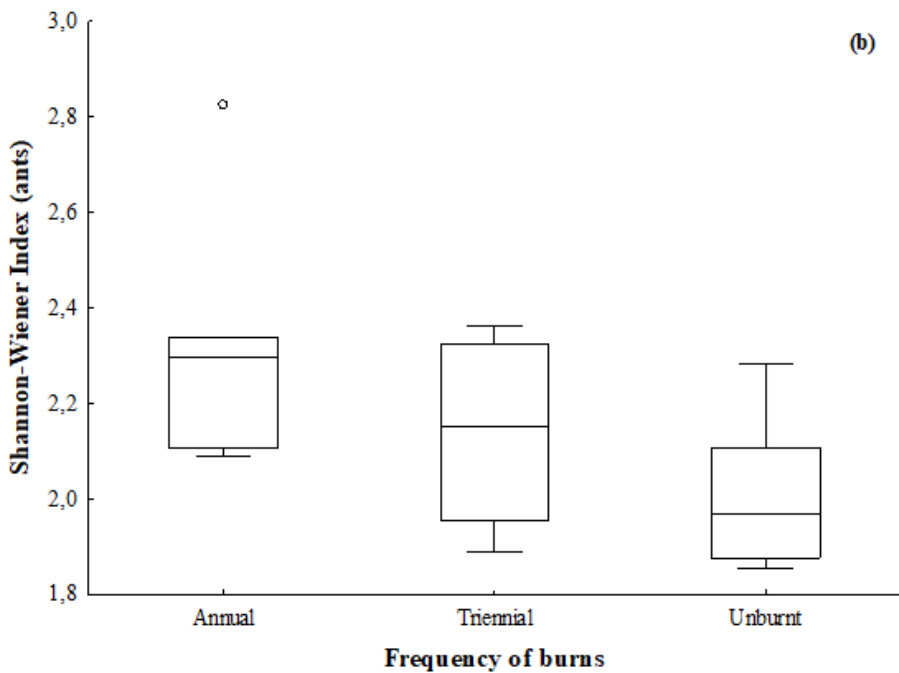 (b)
Shannon-Wiener Index (ants)
3,0
2,8
2,6
2,4
2,2
2,0
1,8
Annual Triennial Unburnt
Frequency of burns